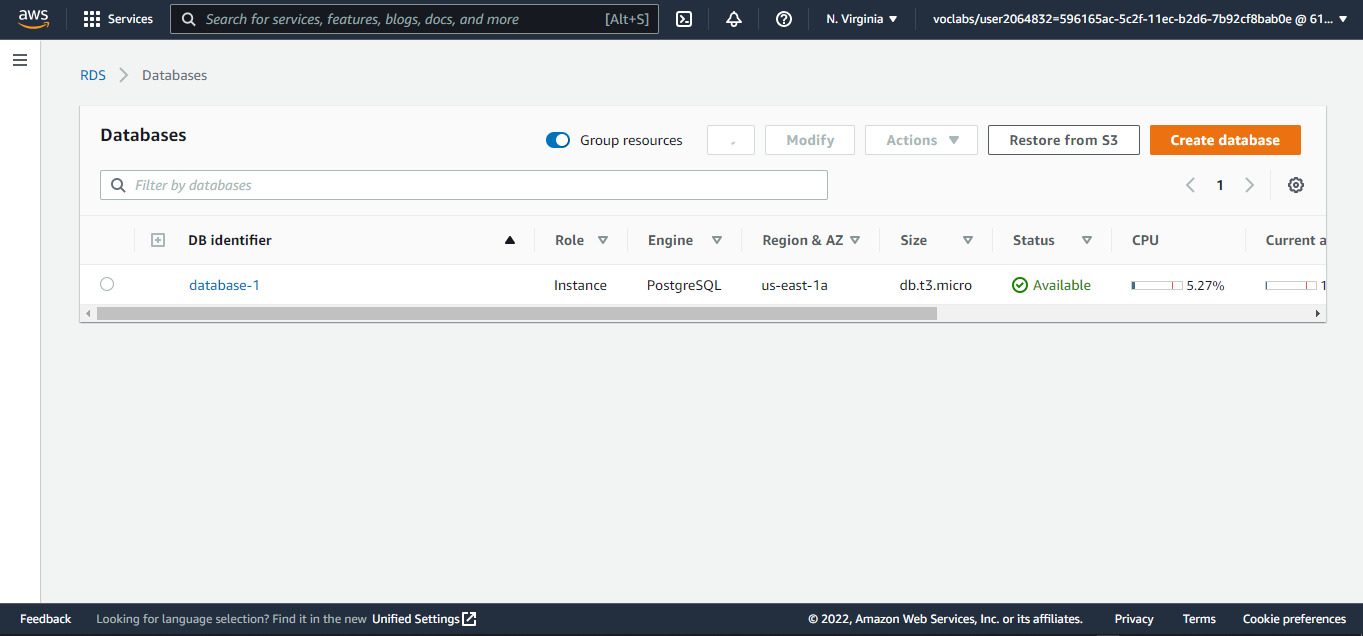 aws Services Search for services, features, blogs, docs, and more [Alt+S] N. Virginia voclabs/user2064832=596165ac-5c2f-11ec-b2d6-7b92cf8bab0e @ 61...
RDS Databases
Databases Group resources Modify Actions Restore from S3 Create database
Filter by databases 1
DB identifier Role Engine Region & AZ Size Status CPU Current a
database-1 Instance PostgreSQL us-east-1a db.t3.micro Available 5.27% 1
Feedback Looking for language selection? Find it in the new Unified Settings © 2022, Amazon Web Services, Inc. or its affiliates. Privacy Terms Cookie preferences